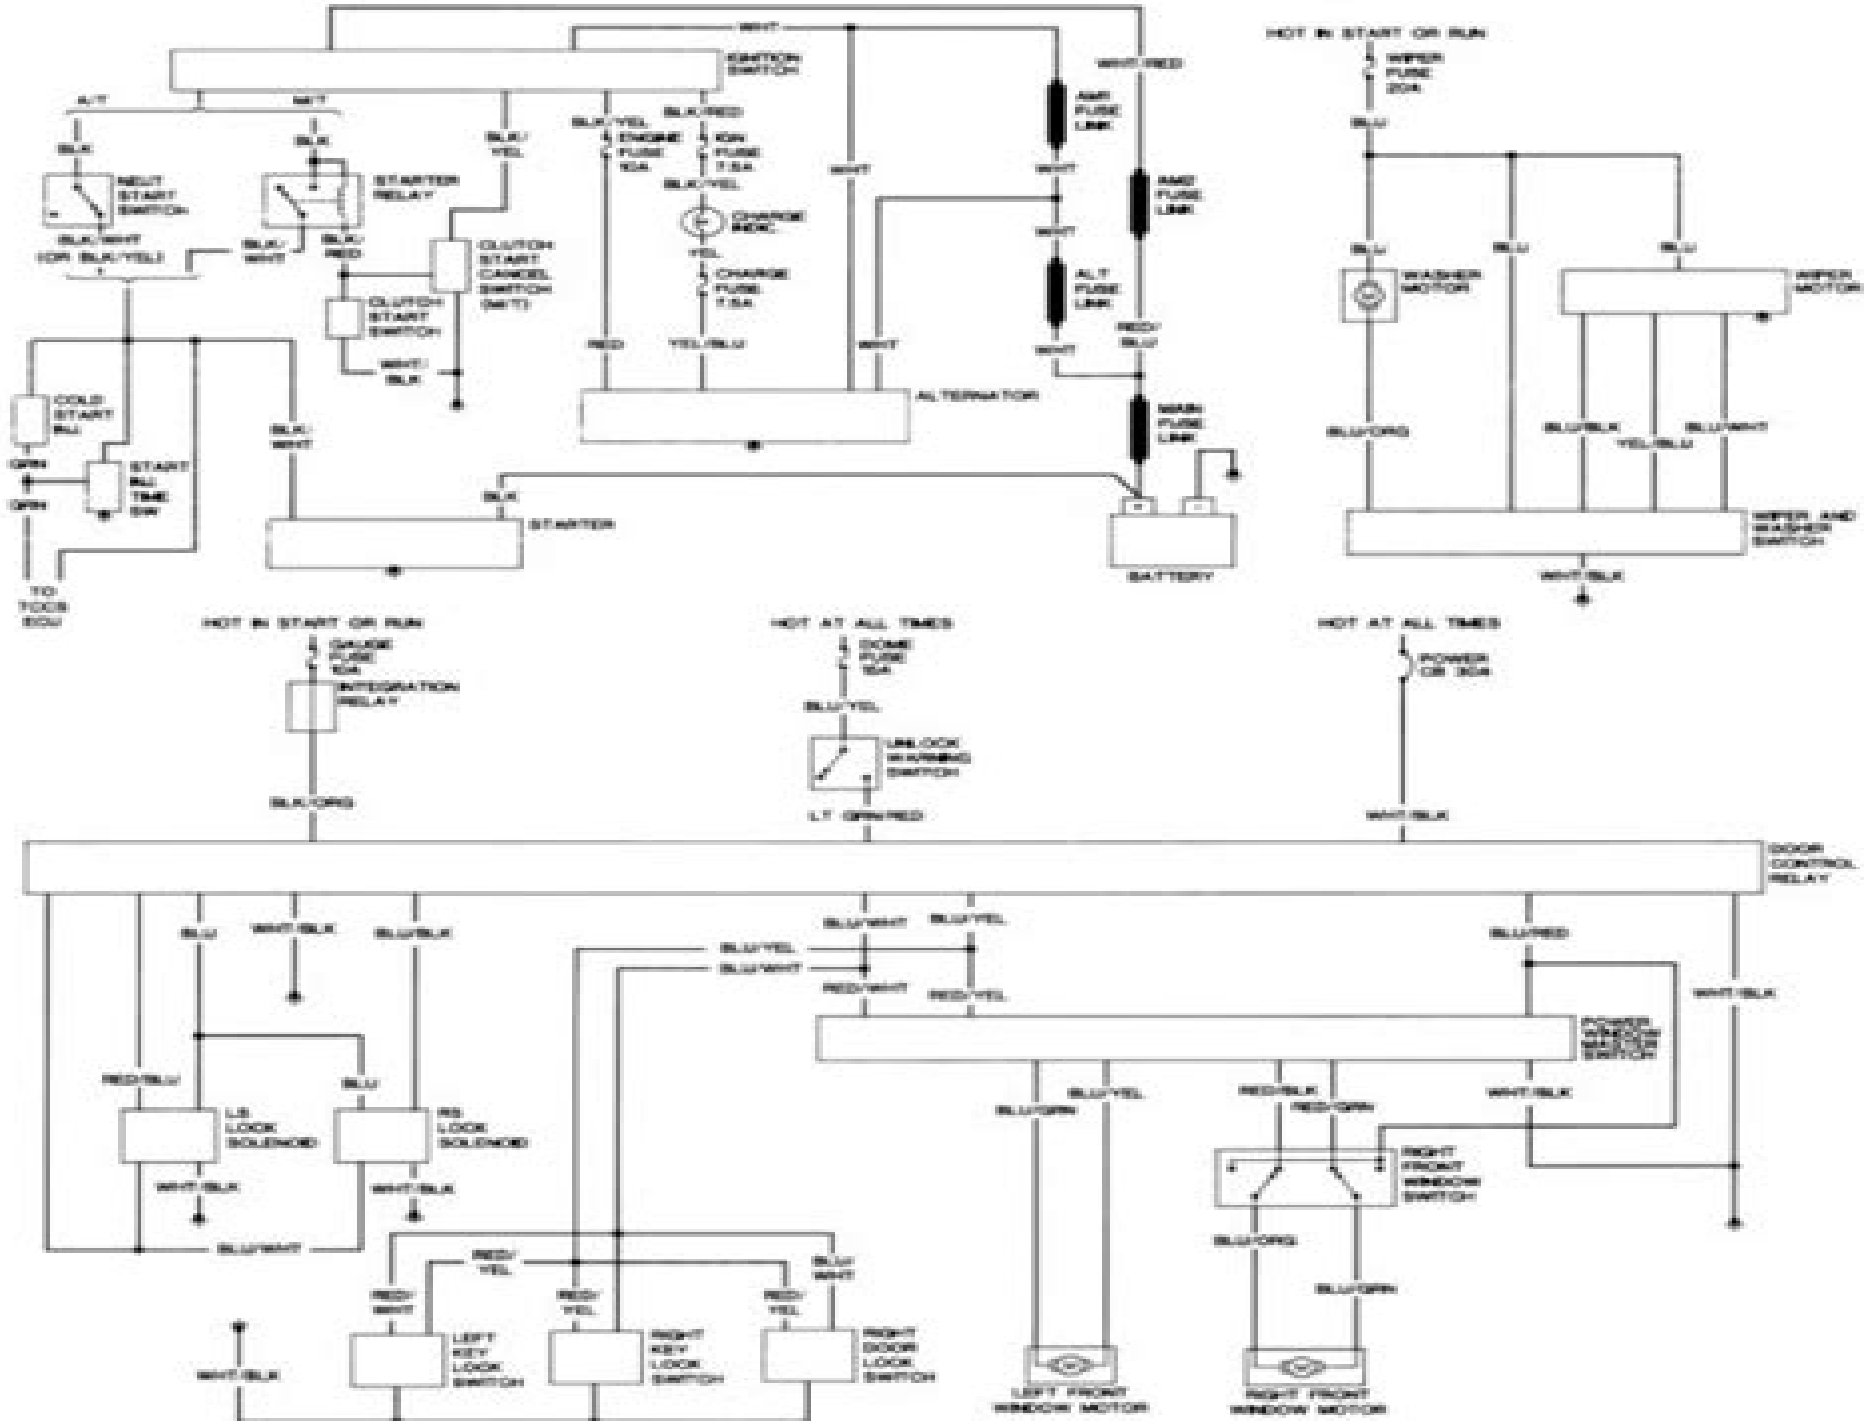 WHT
HOT IN START OR RUN
IGNITION
SWITCH
WHT/RED
WIPER
FUSE
20A
A/T
M/T
BLK/YEL
BLK/RED
AM1
FUSE
LINK
BLU
BLK
BLK
BLK/
YEL
ENGINE
FUSE
10A
IGN
FUSE
7.5A
WHT
WHT
NEUT
START
SWITCH
STARTER
RELAY
BLK/YEL
AM2
FUSE
LINK
CHARGE
INDIC.
BLK/WHT
(OR BLK/YEL)
BLK/
WHT
BLK/
RED
YEL
WHT
BLU
BLU
BLU
CLUTCH
START
CANCEL
SWITCH
(M/T)
CHARGE
FUSE
7.5A
ALT
FUSE
LINK
WASHER
MOTOR
WIPER
MOTOR
CLUTCH
START
SWITCH
RED
YEL/BLU
WHT
WHT
RED/
BLU
WHT/
BLK
COLD
START
INJ.
ALTERNATOR
MAIN
FUSE
LINK
BLK/
WHT
BLU/ORG
BLU/BLK
YEL/BLU
BLU/WHT
GRN
START
INJ.
TIME
SW
GRN
BLK
STARTER
BATTERY
WIPER AND
WASHER
SWITCH
WHT/BLK
TO
TCCS
ECU
HOT IN START OR RUN
HOT AT ALL TIMES
HOT AT ALL TIMES
GAUGE
FUSE
10A
DOME
FUSE
15A
POWER
CB 30A
INTEGRATION
RELAY
BLU/YEL
UNLOCK
WARNING
SWITCH
BLK/ORG
LT GRN/RED
WHT/BLK
DOOR
CONTROL
RELAY
BLU
WHT/BLK
BLU/BLK
BLU/WHT
BLU/YEL
BLU/RED
BLU/YEL
BLU/WHT
RED/WHT
RED/YEL
WHT/BLK
POWER
WINDOW
MASTER
SWITCH
RED/BLU
BLU
BLU/GRN
BLU/YEL
RED/BLK
RED/GRN
WHT/BLK
LS
LOCK
SOLENOID
RS
LOCK
SOLENOID
RIGHT
FRONT
WINDOW
SWITCH
WHT/BLK
WHT/BLK
BLU/WHT
RED/
YEL
BLU/
WHT
BLU/ORG
RED/
WHT
RED/
YEL
RED/
YEL
BLU/GRN
LEFT
KEY
LOCK
SWITCH
RIGHT
KEY
LOCK
SWITCH
RIGHT
DOOR
LOCK
SWITCH
WHT/BLK
LEFT FRONT
WINDOW MOTOR
RIGHT FRONT
WINDOW MOTOR